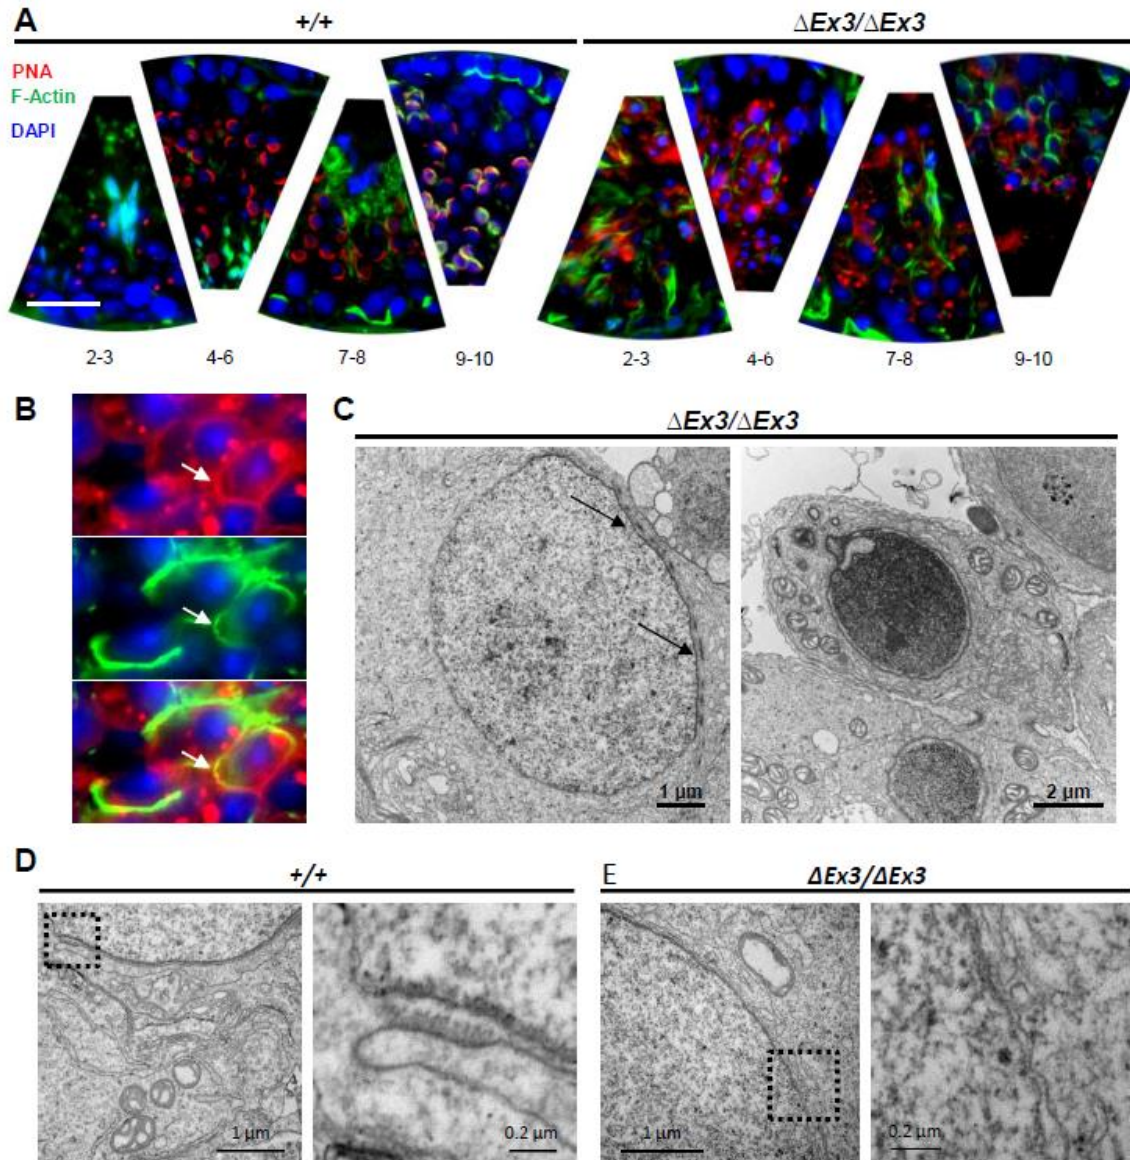 A
+/+
ΔEx3/ΔEx3
PNA
F-Actin
DAPI
2-3
4-6
7-8
9-10
2-3
4-6
7-8
9-10
B
C
ΔEx3/ΔEx3
1 μm
2 μm
D
+/+
E
ΔEx3/ΔEx3
1 μm
0.2 μm
1 μm
0.2 μm